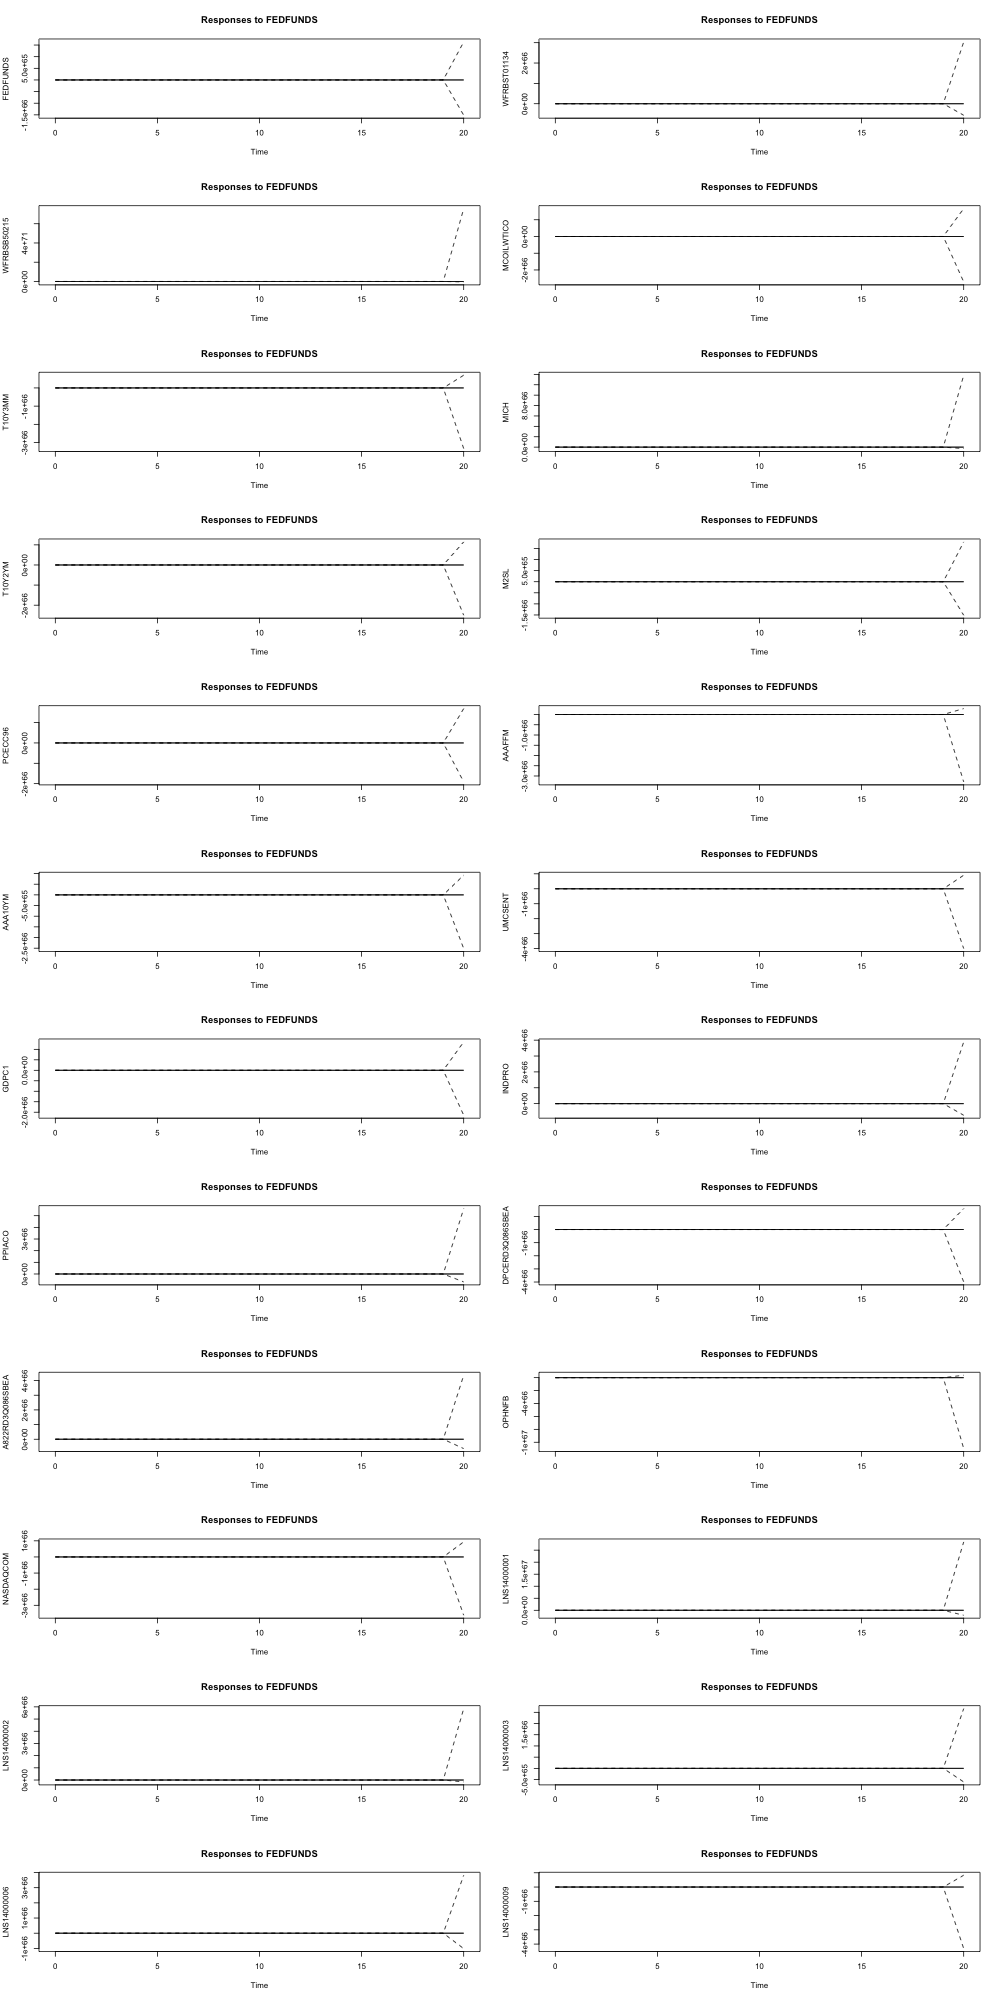 Responses to FEDFUNDS
FEDFUNDS
-1.5e+66 5.0e+65
0 5 10 15 20
Time
Responses to FEDFUNDS
WFRBST01134
0e+00 2e+66
0 5 10 15 20
Time
Responses to FEDFUNDS
WFRBSB50215
0e+00 4e+71
0 5 10 15 20
Time
Responses to FEDFUNDS
MCOILWTICO
-2e+66 0e+00
0 5 10 15 20
Time
Responses to FEDFUNDS
T10Y3MM
-3e+66 -1e+66
0 5 10 15 20
Time
Responses to FEDFUNDS
MICH
0.0e+00 8.0e+66
0 5 10 15 20
Time
Responses to FEDFUNDS
T10Y2YM
-2e+66 0e+00
0 5 10 15 20
Time
Responses to FEDFUNDS
M2SL
-1.5e+66 5.0e+65
0 5 10 15 20
Time
Responses to FEDFUNDS
PCECC96
-2e+66 0e+00
0 5 10 15 20
Time
Responses to FEDFUNDS
AAAFFM
-3.0e+66 -1.0e+66
0 5 10 15 20
Time
Responses to FEDFUNDS
AAA10YM
-2.5e+66 -5.0e+65
0 5 10 15 20
Time
Responses to FEDFUNDS
UMCSENT
-4e+66 -1e+66
0 5 10 15 20
Time
Responses to FEDFUNDS
GDPC1
-2.0e+66 0.0e+00
0 5 10 15 20
Time
Responses to FEDFUNDS
INDPRO
0e+00 2e+66 4e+66
0 5 10 15 20
Time
Responses to FEDFUNDS
PPIACO
0e+00 3e+66
0 5 10 15 20
Time
Responses to FEDFUNDS
DPCERD3Q086SBEA
-4e+66 -1e+66
0 5 10 15 20
Time
Responses to FEDFUNDS
A822RD3Q086SBEA
0e+00 2e+66 4e+66
0 5 10 15 20
Time
Responses to FEDFUNDS
OPHNFB
-1e+67 -4e+66
0 5 10 15 20
Time
Responses to FEDFUNDS
NASDAQCOM
-3e+66 -1e+66 1e+66
0 5 10 15 20
Time
Responses to FEDFUNDS
LNS14000001
0.0e+00 1.5e+67
0 5 10 15 20
Time
Responses to FEDFUNDS
LNS14000002
0e+00 3e+66 6e+66
0 5 10 15 20
Time
Responses to FEDFUNDS
LNS14000003
-5.0e+65 1.5e+66
0 5 10 15 20
Time
Responses to FEDFUNDS
LNS14000006
-1e+66 1e+66 3e+66
0 5 10 15 20
Time
Responses to FEDFUNDS
LNS14000009
-4e+66 -1e+66
0 5 10 15 20
Time